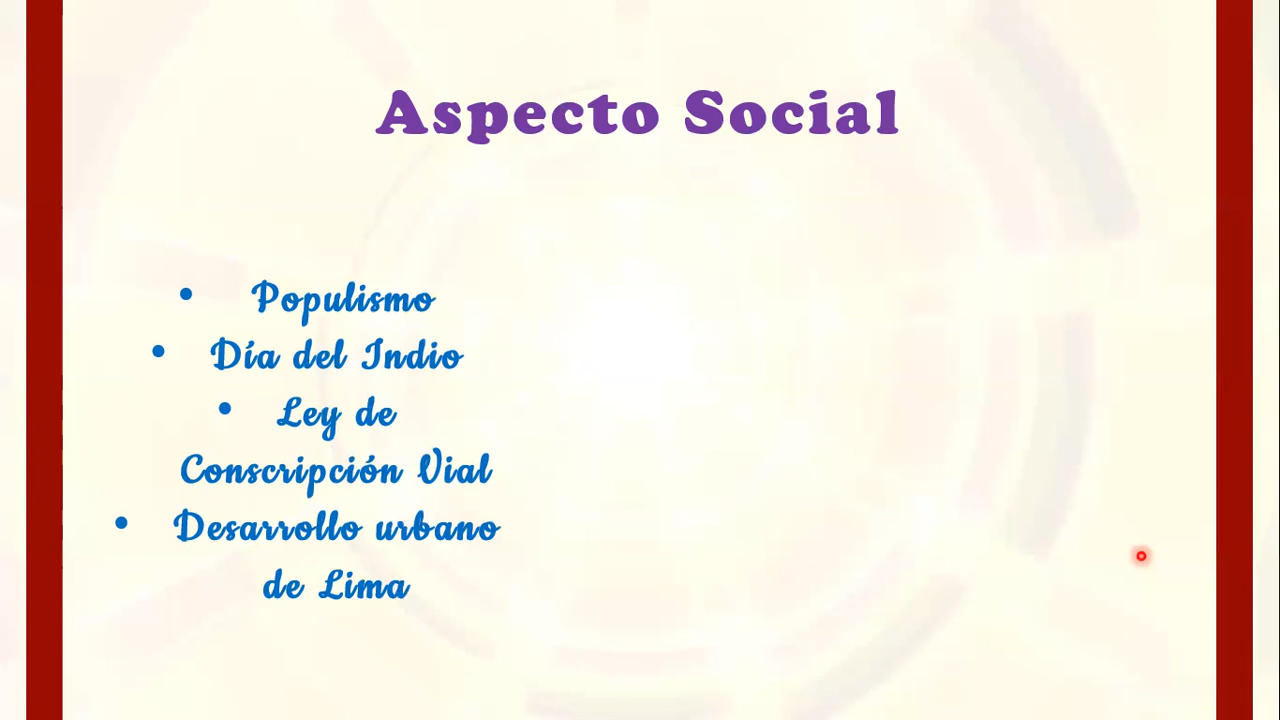 Aspecto Social
• Populismo
• Día del Indio
• Ley de
Conscripción Vial
• Desarrollo urbano
de Lima